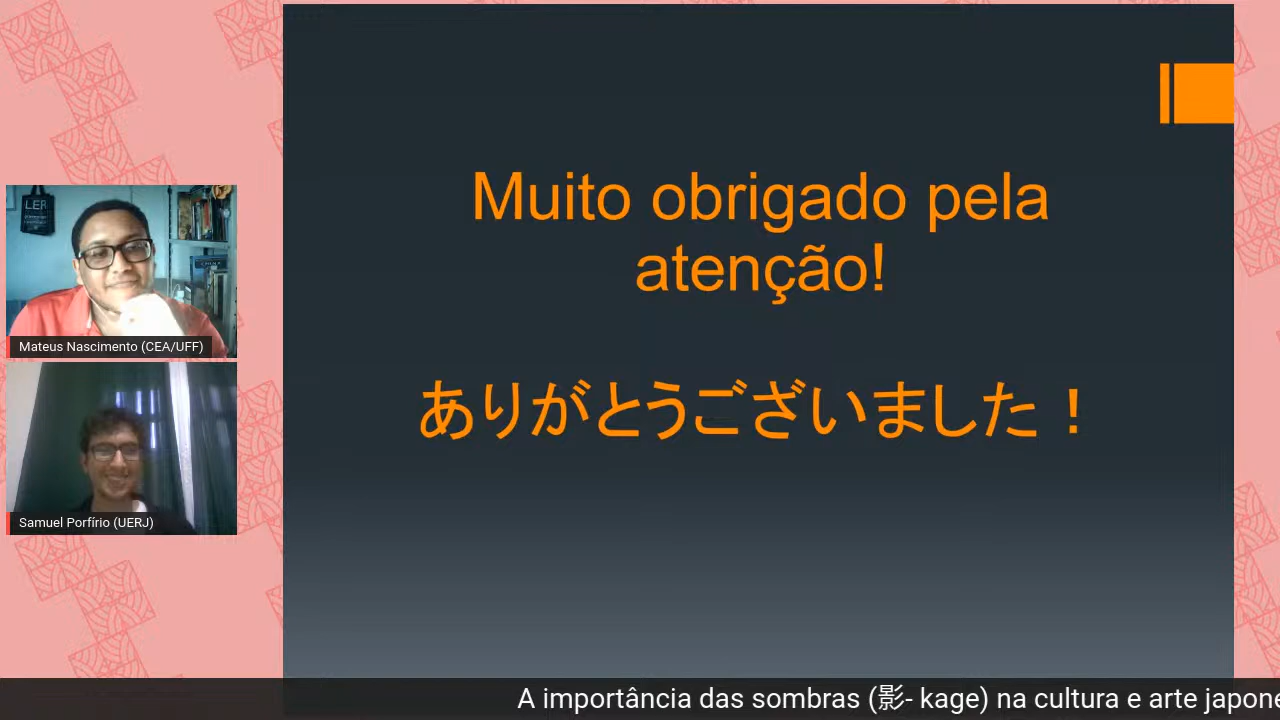 LER
Mateus Nascimento (CEA/UFF)
Samuel Porfírio (UERJ)
Muito obrigado pela
atenção!
ありがとうございました！
A importância das sombras (影- kage) na cultura e arte japone